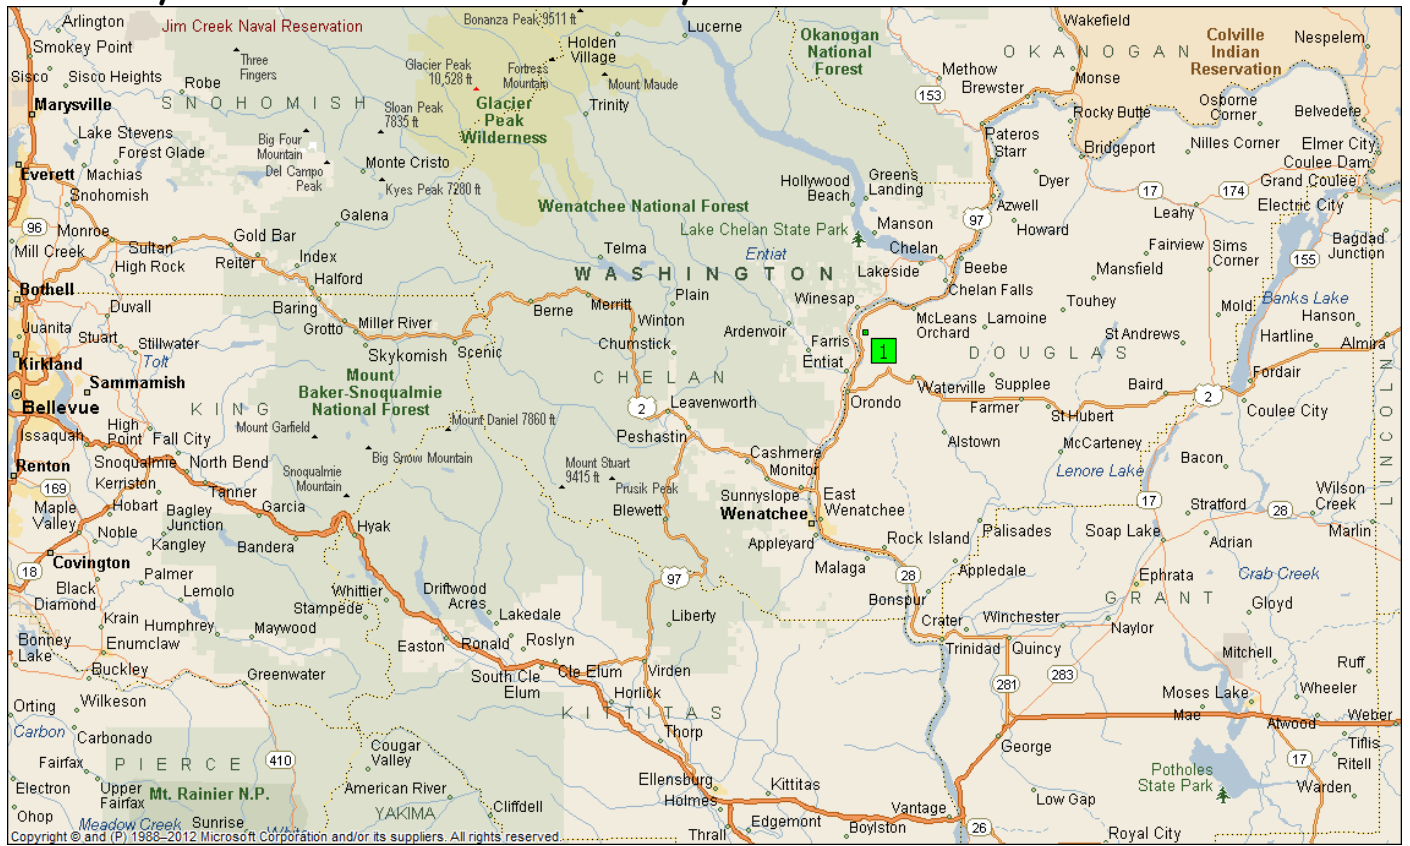 Arlington
Jim Creek Naval Reservation
Bonanza Peak 9511 ft
Lucerne
Wakefield
Smokey Point
Holden
Village
Okanogan
National
Forest
OKANOGAN
Colville
Indian
Reservation
Nespelem
Sisco
Sisco Heights
Robe
Three
Fingers
Glacier Peak
10,528 ft
Fortress
Mountain
Mount Maude
Methow
Brewster
Monse
Marysville
SNOHOMISH
Sloan Peak
7835 ft
Glacier
Peak
Wilderness
Trinity
153
Rocky Butte
Osborne
Corner
Belvedere
Lake Stevens
Forest Glade
Big Four
Mountain
Monte Cristo
Pateros
Starr
Bridgeport
Nilles Corner
Elmer City
Coulee Dam
Everett
Machias
Del Campo
Peak
Kyes Peak 7280 ft
Hollywood
Beach
Greens
Landing
Dyer
17
174
Grand Coulee
Snohomish
Galena
Wenatchee National Forest
Azwell
Leahy
Electric City
96
Monroe
Lake Chelan State Park
Manson
97
Howard
Mill Creek
Sultan
Gold Bar
Telma
Entiat
Chelan
Fairview
Sims
Corner
Bagdad
Junction
High Rock
Reiter
Index
WASHINGTON
Lakeside
Beebe
Mansfield
155
Halford
Bothell
Duvall
Baring
Plain
Winesap
Chelan Falls
Touhey
Mold
Banks Lake
Hanson
Juanita
Stuart
Grotto
Miller River
Berne
Merritt
Winton
Ardenvoir
McLeans
Orchard
Lamoine
St Andrews
Hartline
Almira
Stillwater
Tolt
Skykomish
Scenic
Chumstick
Farris
Entiat
1
DOUGLAS
Kirkland
Sammamish
Mount
Baker-Snoqualmie
National Forest
CHELAN
Waterville
Supplee
Baird
Fordair
LINCOLN
Bellevue
KING
2
Leavenworth
Orondo
Farmer
St Hubert
2
Coulee City
Issaquah
High
Point
Fall City
Mount Garfield
Mount Daniel 7860 ft
Peshastin
Alstown
McCarteney
Renton
Snoqualmie
North Bend
Big Snow Mountain
Mount Stuart
9415 ft
Cashmere
Monitor
Lenore Lake
Bacon
Kerriston
Tanner
Snoqualmie
Mountain
Prusik Peak
Sunnyslope
East
Wenatchee
17
Stratford
28
Wilson
Creek
169
Maple
Valley
Hobart
Bagley
Junction
Garcia
Blewett
Wenatchee
Noble
Kangley
Bandera
Hyak
Appleyard
Rock Island
Palisades
Soap Lake
Adrian
Marlin
Covington
18
Black
Diamond
Palmer
Lemolo
Whittier
Driftwood
Acres
97
Malaga
28
Appledale
Ephrata
Crab Creek
Krain
Humphrey
Stampede
Lakedale
Liberty
Bonspur
Winchester
GRANT
Gloyd
Bonney
Lake
Enumclaw
Maywood
Easton
Ronald
Roslyn
Crater
Trinidad
Quincy
Naylor
Mitchell
Ruff
Buckley
Greenwater
South Cle
Elum
Cle Elum
Virden
281
283
Orting
Wilkeson
Horlick
Moses Lake
Wheeler
KITTITAS
Mae
Atwood
Weber
Carbon
Carbonado
Thorp
George
Tiflis
Fairfax
PIERCE
410
Cougar
Valley
17
Ritell
Electron
Upper
Fairfax
Mt. Rainier N.P.
American River
Ellensburg
Kittitas
Potholes
State Park
Warden
Ohop
Meadow Creek
Sunrise
White
YAKIMA
Cliffdell
Holmes
Edgemont
Vantage
Low Gap
26
Royal City
Thrall
Boylston
Copyright © and (P) 1988–2012 Microsoft Corporation and/or its suppliers. All rights reserved.